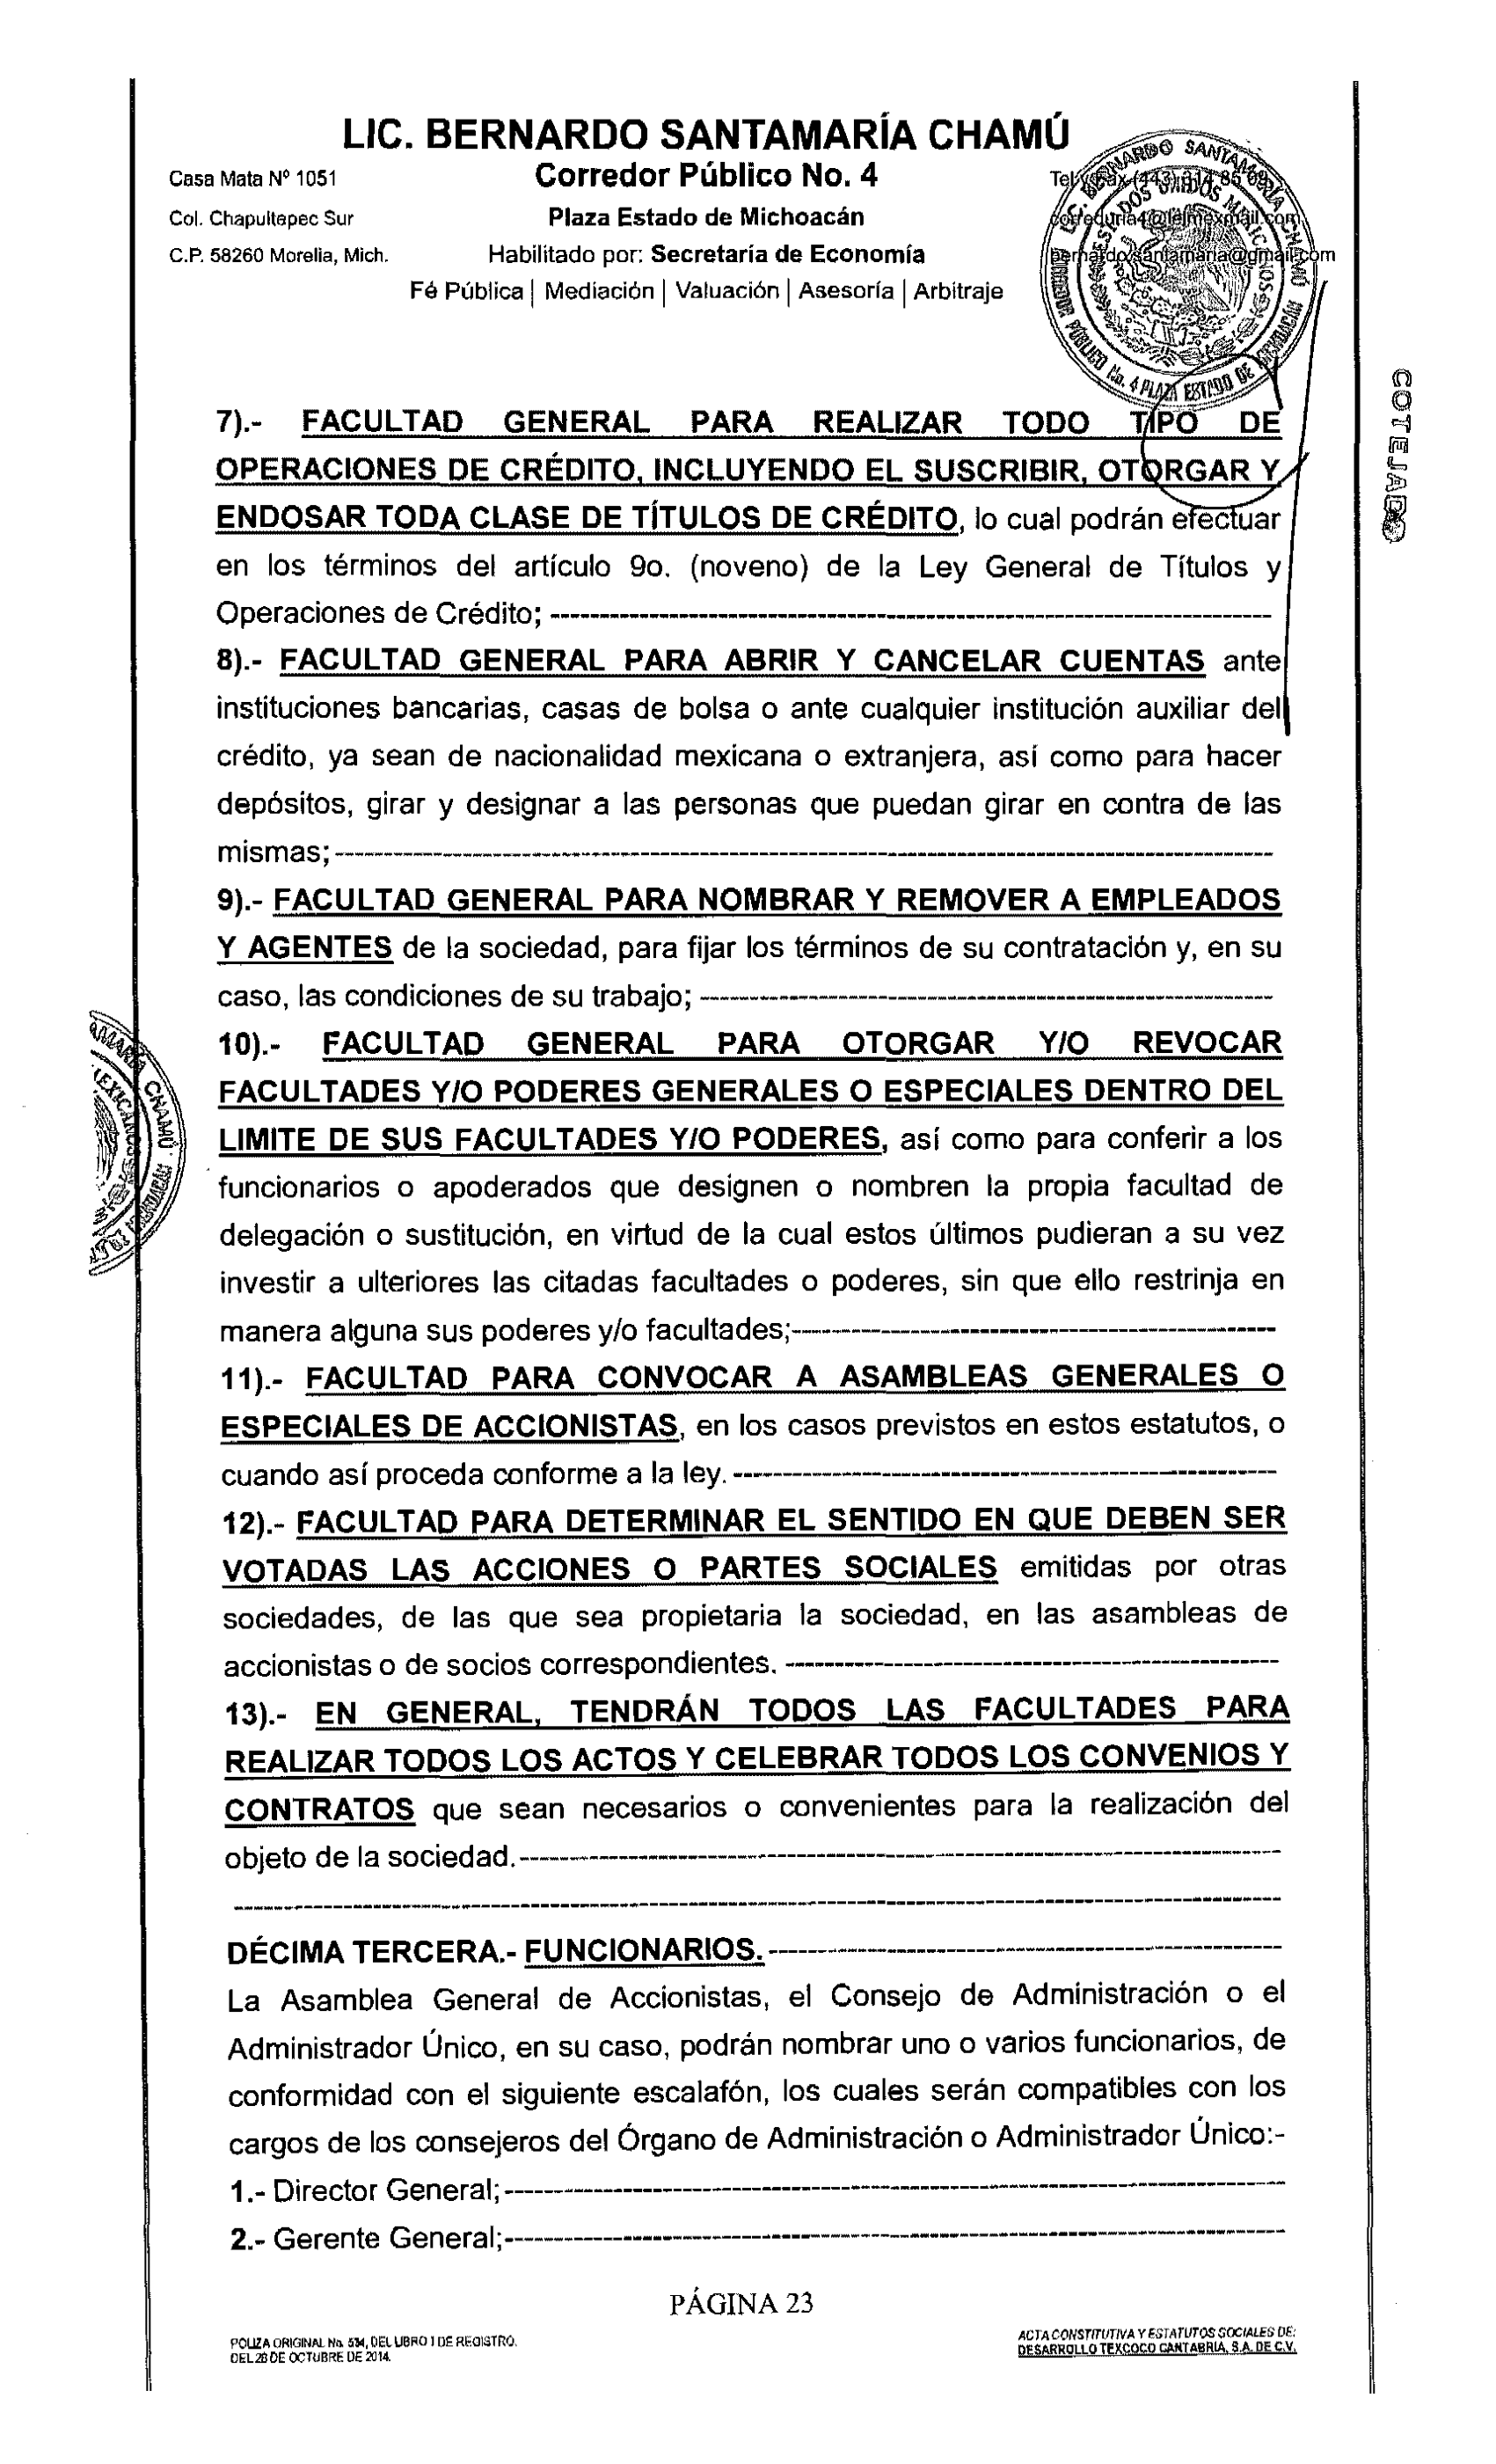 LIC. BERNARDO SANTAMARÍA CHAMÚ
Casa Mata Nº 1051
Corredor Público No. 4
Col. Chapultepec Sur
Plaza Estado de Michoacán
C.P. 58260 Morelia, Mich.
Habilitado por: Secretaría de Economía
Fé Pública | Mediación | Valuación | Asesoría | Arbitraje
COTEJADO
7).- FACULTAD GENERAL PARA REALIZAR TODO TIPO DE
OPERACIONES DE CRÉDITO, INCLUYENDO EL SUSCRIBIR, OTORGAR Y
ENDOSAR TODA CLASE DE TÍTULOS DE CRÉDITO, lo cual podrán efectuar
en los términos del artículo 9o. (noveno) de la Ley General de Títulos y
Operaciones de Crédito; ---
8).- FACULTAD GENERAL PARA ABRIR Y CANCELAR CUENTAS ante
instituciones bancarias, casas de bolsa o ante cualquier institución auxiliar del
crédito, ya sean de nacionalidad mexicana o extranjera, así como para hacer
depósitos, girar y designar a las personas que puedan girar en contra de las
mismas; ---
9).- FACULTAD GENERAL PARA NOMBRAR Y REMOVER A EMPLEADOS
Y AGENTES de la sociedad, para fijar los términos de su contratación y, en su
caso, las condiciones de su trabajo; ---
10).- FACULTAD GENERAL PARA OTORGAR Y/O REVOCAR
FACULTADES Y/O PODERES GENERALES O ESPECIALES DENTRO DEL
LIMITE DE SUS FACULTADES Y/O PODERES, así como para conferir a los
funcionarios o apoderados que designen o nombren la propia facultad de
delegación o sustitución, en virtud de la cual estos últimos pudieran a su vez
investir a ulteriores las citadas facultades o poderes, sin que ello restrinja en
manera alguna sus poderes y/o facultades;---
11).- FACULTAD PARA CONVOCAR A ASAMBLEAS GENERALES O
ESPECIALES DE ACCIONISTAS, en los casos previstos en estos estatutos, o
cuando así proceda conforme a la ley. ---
12).- FACULTAD PARA DETERMINAR EL SENTIDO EN QUE DEBEN SER
VOTADAS LAS ACCIONES O PARTES SOCIALES emitidas por otras
sociedades, de las que sea propietaria la sociedad, en las asambleas de
accionistas o de socios correspondientes. ---
13).- EN GENERAL, TENDRÁN TODOS LAS FACULTADES PARA
REALIZAR TODOS LOS ACTOS Y CELEBRAR TODOS LOS CONVENIOS Y
CONTRATOS que sean necesarios o convenientes para la realización del
objeto de la sociedad.---
DÉCIMA TERCERA.- FUNCIONARIOS.---
La Asamblea General de Accionistas, el Consejo de Administración o el
Administrador Único, en su caso, podrán nombrar uno o varios funcionarios, de
conformidad con el siguiente escalafón, los cuales serán compatibles con los
cargos de los consejeros del Órgano de Administración o Administrador Único:-
1.- Director General;---
2.- Gerente General;---
PÁGINA 23
POLIZA ORIGINAL No. 534, DEL LIBRO 1 DE REGISTRO.
DEL 28 DE OCTUBRE DE 2014.
ACTA CONSTITUTIVA Y ESTATUTOS SOCIALES DE:
DESARROLLO TEXCOCO CANTABRIA, S.A. DE C.V.